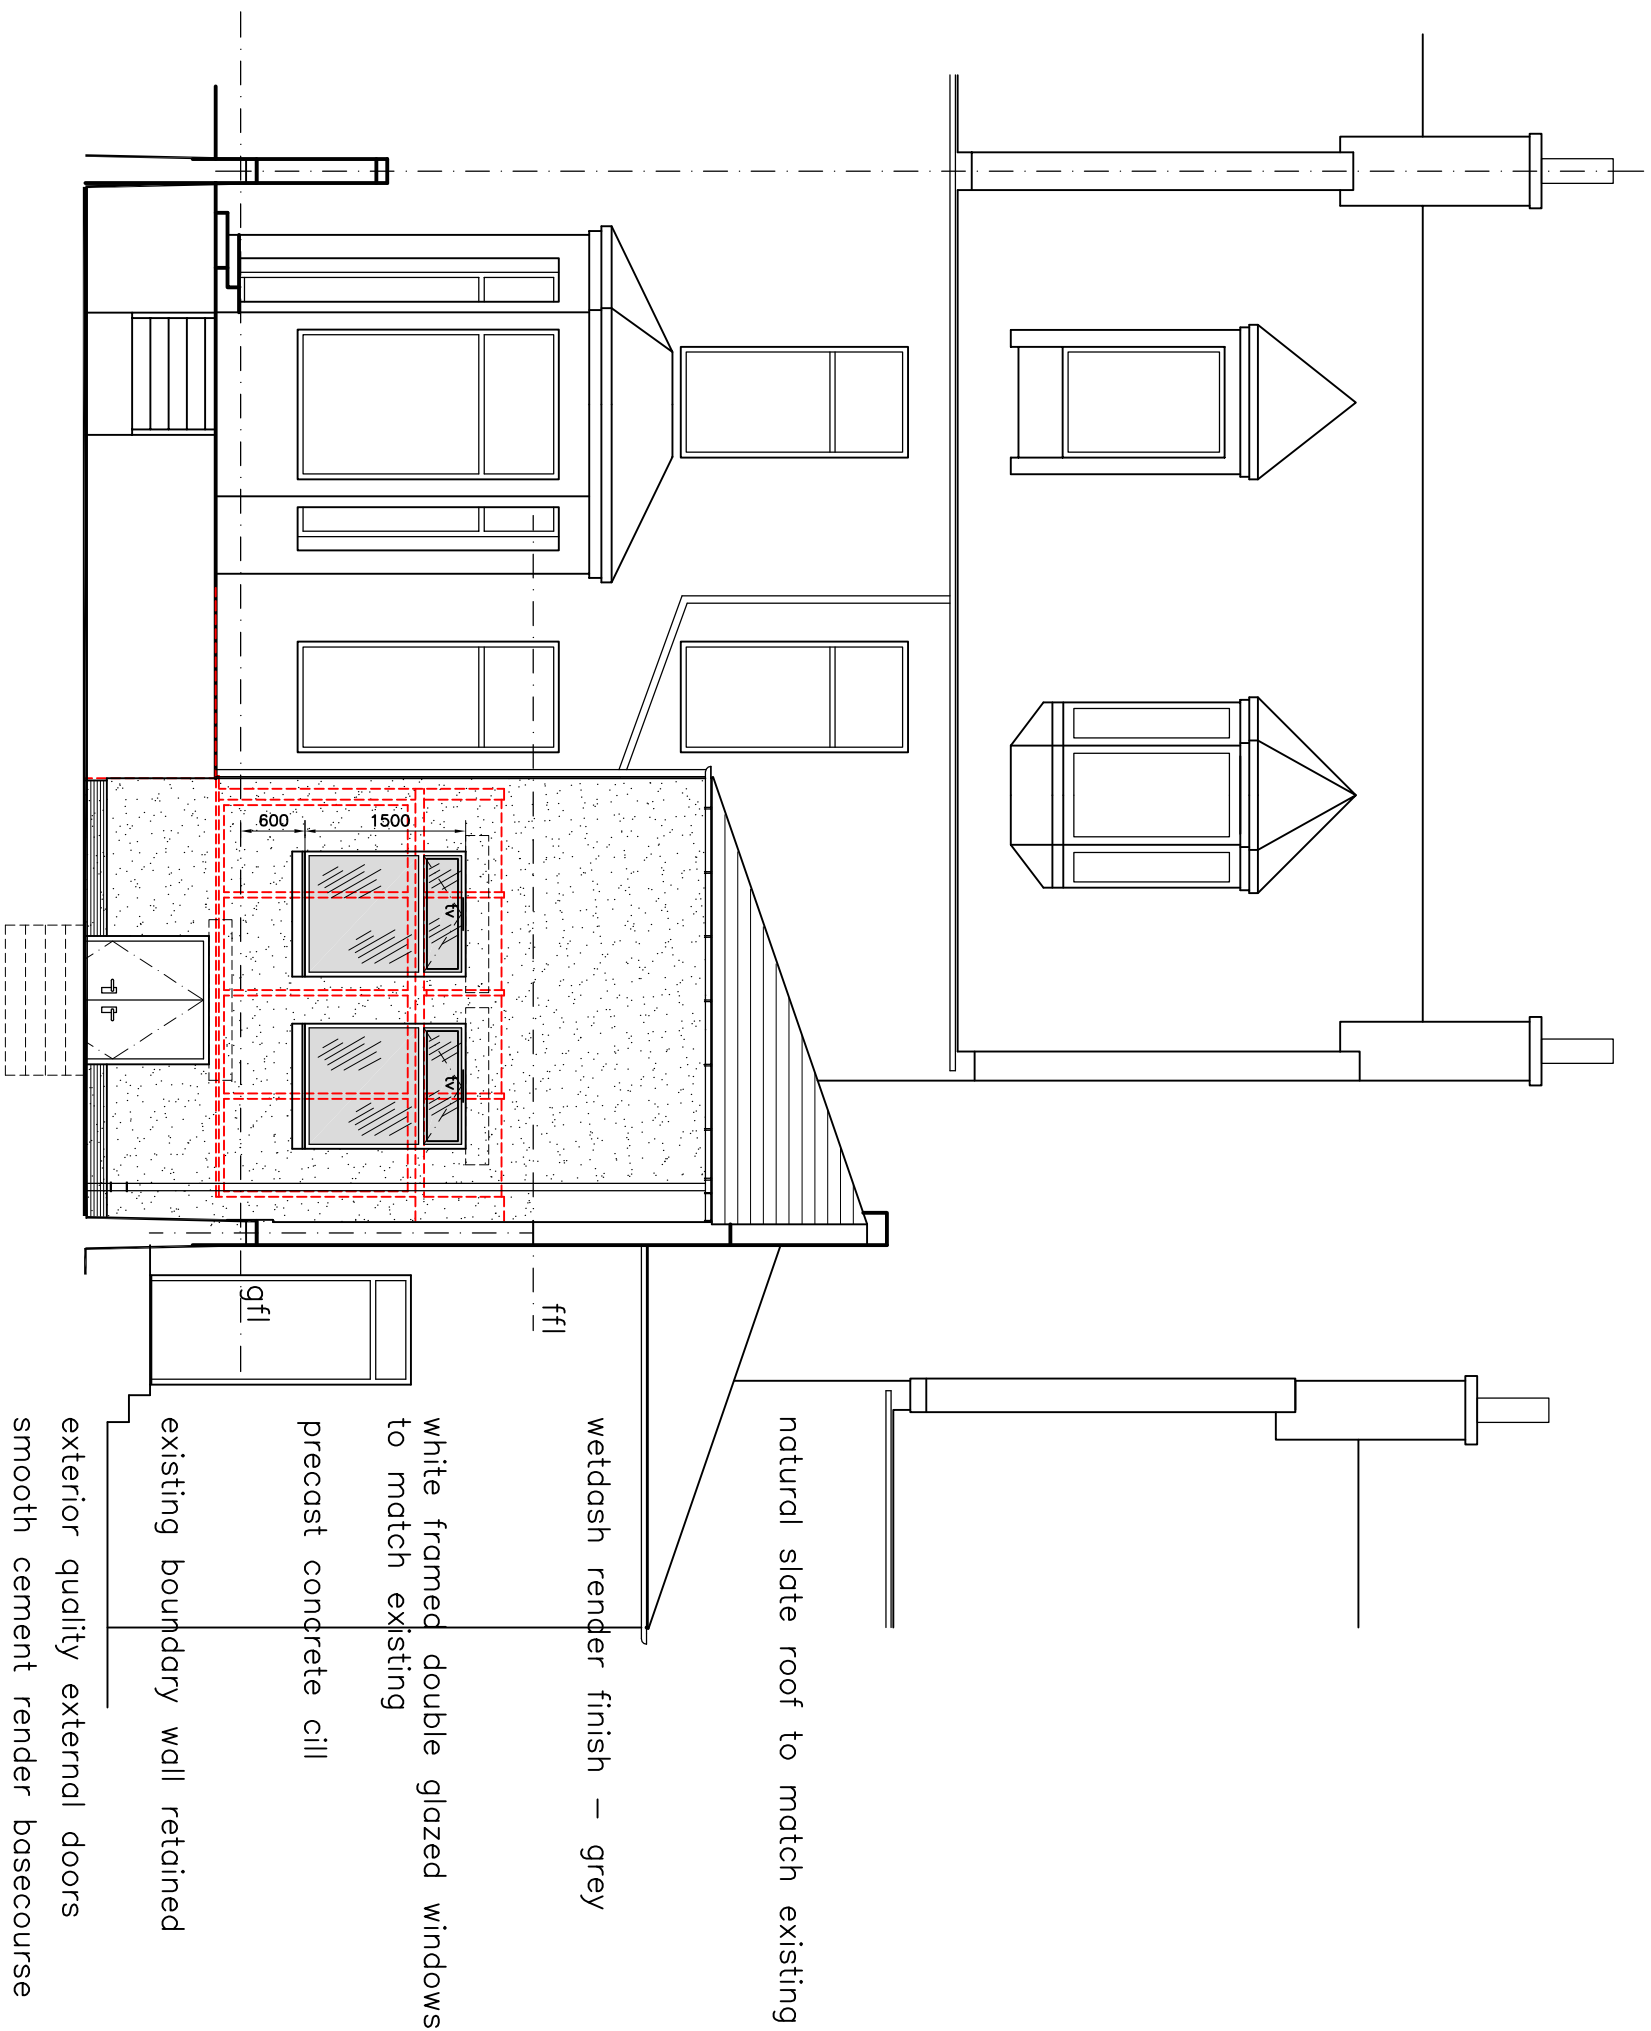 natural slate roof to match existing
wetdash render finish – grey
white framed double glazed windows
to match existing
precast concrete cill
existing boundary wall retained
exterior quality external doors
smooth cement render basecourse
ffl
gfl
600
1500
tv
tv